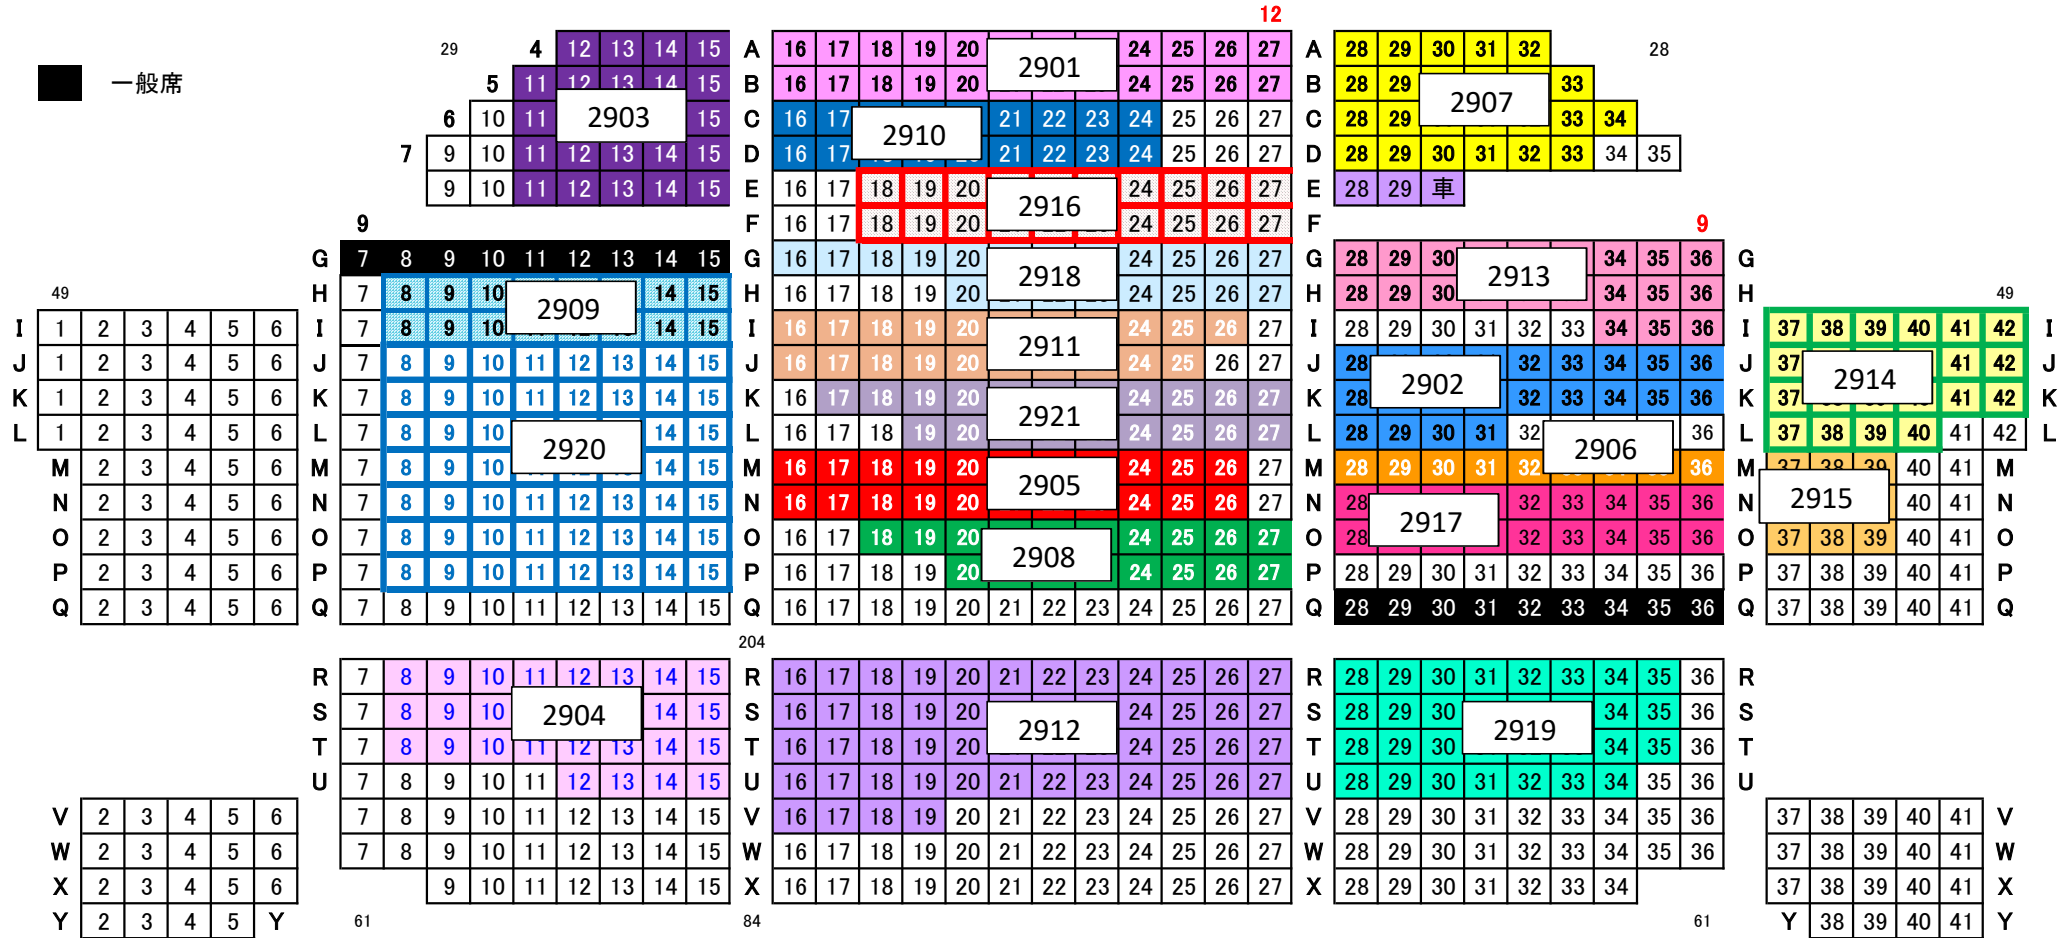 12
29 4 12 13 14 15 A 16 17 18 19 20 24 25 26 27 A 28 29 30 31 32 28
一般席 5 11 12 13 14 15 B 16 17 18 19 20 2901 24 25 26 27 B 28 29 33
6 10 11 2903 15 C 16 17 2910 21 22 23 24 25 26 27 C 28 29 2907 33 34
7 9 10 11 12 13 14 15 D 16 17 21 22 23 24 25 26 27 D 28 29 30 31 32 33 34 35
9 10 11 12 13 14 15 E 16 17 18 19 20 24 25 26 27 E 28 29 車
9 F 16 17 18 19 20 2916 24 25 26 27 F 9
G 7 8 9 10 11 12 13 14 15 G 16 17 18 19 20 2918 24 25 26 27 G 28 29 30 2913 34 35 36 G
49 H 7 8 9 10 2909 14 15 H 16 17 18 19 20 24 25 26 27 H 28 29 30 34 35 36 H 49
I 1 2 3 4 5 6 I 7 8 9 10 14 15 I 16 17 18 19 20 24 25 26 27 I 28 29 30 31 32 33 34 35 36 I 37 38 39 40 41 42 I
J 1 2 3 4 5 6 J 7 8 9 10 11 12 13 14 15 J 16 17 18 19 20 2911 24 25 26 27 J 28 32 33 34 35 36 J 37 2914 41 42 J
K 1 2 3 4 5 6 K 7 8 9 10 11 12 13 14 15 K 16 17 18 19 20 24 25 26 27 K 28 2902 32 33 34 35 36 K 37 41 42 K
L 1 2 3 4 5 6 L 7 8 9 10 14 15 L 16 17 18 19 20 2921 24 25 26 27 L 28 29 30 31 32 2906 36 L 37 38 39 40 41 42 L
M 2 3 4 5 6 M 7 8 9 10 2920 14 15 M 16 17 18 19 20 24 25 26 27 M 28 29 30 31 32 36 M 37 38 39 40 41 M
N 2 3 4 5 6 N 7 8 9 10 11 12 13 14 15 N 16 17 18 19 20 2905 24 25 26 27 N 28 2917 32 33 34 35 36 N 2915 40 41 N
O 2 3 4 5 6 O 7 8 9 10 11 12 13 14 15 O 16 17 18 19 20 24 25 26 27 O 28 32 33 34 35 36 O 37 38 39 40 41 O
P 2 3 4 5 6 P 7 8 9 10 11 12 13 14 15 P 16 17 18 19 20 2908 24 25 26 27 P 28 29 30 31 32 33 34 35 36 P 37 38 39 40 41 P
Q 2 3 4 5 6 Q 7 8 9 10 11 12 13 14 15 Q 16 17 18 19 20 21 22 23 24 25 26 27 Q 28 29 30 31 32 33 34 35 36 Q 37 38 39 40 41 Q
204
R 7 8 9 10 11 12 13 14 15 R 16 17 18 19 20 21 22 23 24 25 26 27 R 28 29 30 31 32 33 34 35 36 R
S 7 8 9 10 2904 14 15 S 16 17 18 19 20 2912 24 25 26 27 S 28 29 30 2919 34 35 36 S
T 7 8 9 10 11 12 13 14 15 T 16 17 18 19 20 24 25 26 27 T 28 29 30 34 35 36 T
U 7 8 9 10 11 12 13 14 15 U 16 17 18 19 20 21 22 23 24 25 26 27 U 28 29 30 31 32 33 34 35 36 U
V 2 3 4 5 6 7 8 9 10 11 12 13 14 15 V 16 17 18 19 20 21 22 23 24 25 26 27 V 28 29 30 31 32 33 34 35 36 37 38 39 40 41 V
W 2 3 4 5 6 7 8 9 10 11 12 13 14 15 W 16 17 18 19 20 21 22 23 24 25 26 27 W 28 29 30 31 32 33 34 35 36 37 38 39 40 41 W
X 2 3 4 5 6 9 10 11 12 13 14 15 X 16 17 18 19 20 21 22 23 24 25 26 27 X 28 29 30 31 32 33 34 37 38 39 40 41 X
Y 2 3 4 5 Y 61 84 61 Y 38 39 40 41 Y